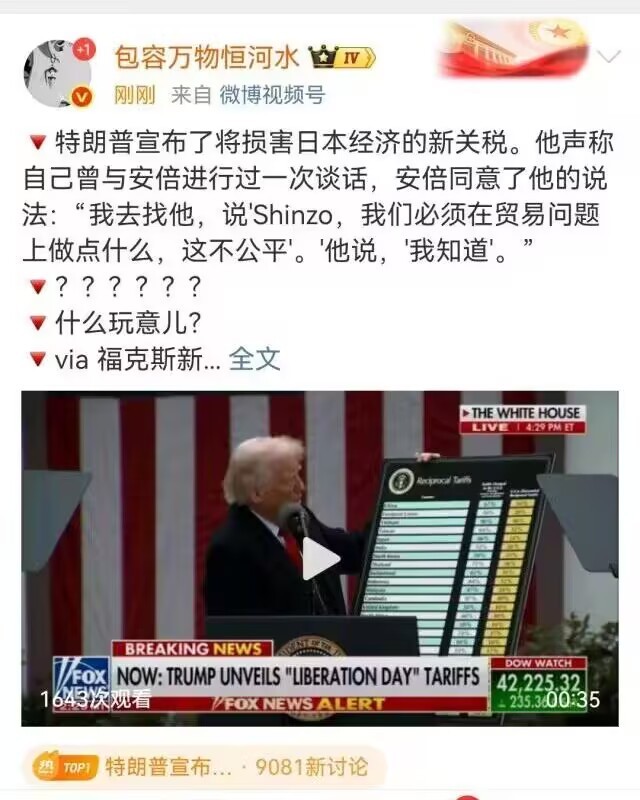 +1
包容万物恒河水
IV
刚刚 来自 微博视频号
🔻特朗普宣布了将损害日本经济的新关税。他声称
自己曾与安倍进行过一次谈话，安倍同意了他的说
法：“我去找他，说'Shinzo，我们必须在贸易问题
上做点什么，这不公平'。'他说，'我知道'。”
🔻？？？？？？
🔻什么玩意儿？
🔻via 福克斯新... 全文
THE WHITE HOUSE
LIVE 4:29 PM ET
Reciprocal Tariffs
BREAKING NEWS
FOX NEWS
NOW: TRUMP UNVEILS "LIBERATION DAY" TARIFFS
DOW WATCH
42,225.32
235.36
FOX NEWS ALERT
1643次观看
00:35
热 TOP1 特朗普宣布... · 9081新讨论